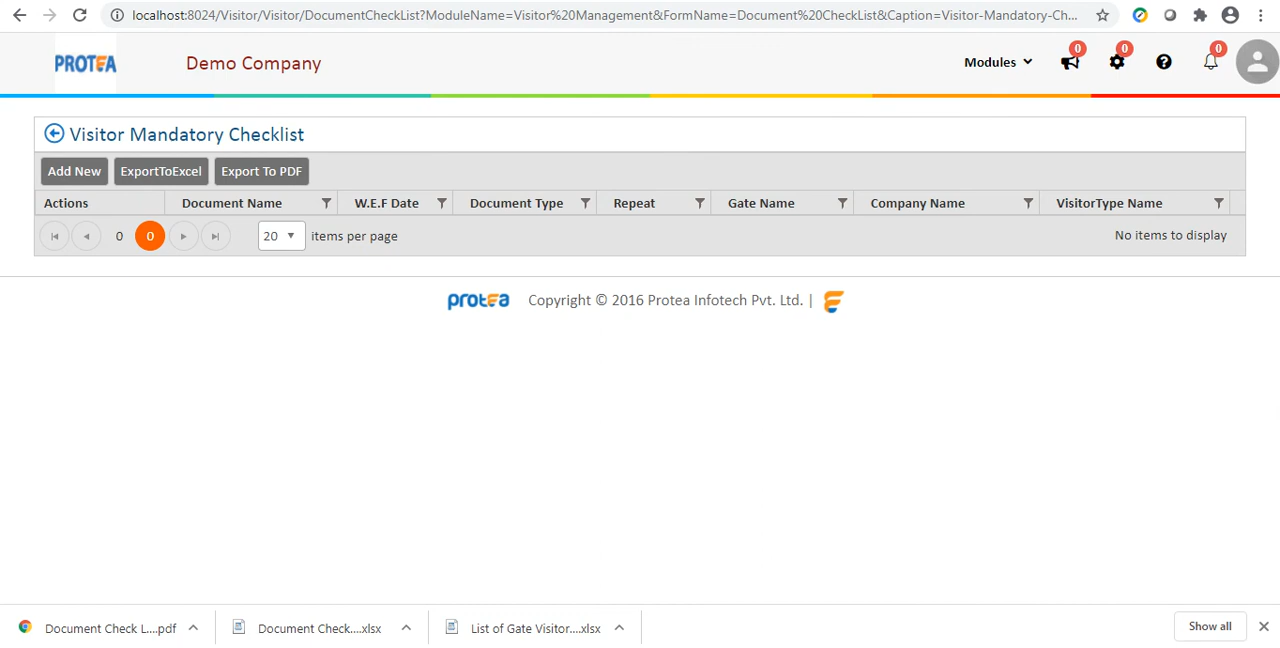 localhost:8024/Visitor/Visitor/DocumentCheckList?ModuleName=Visitor%20Management&FormName=Document%20CheckList&Caption=Visitor-Mandatory-Ch...
PROTEA Demo Company Modules 0 0 0
Visitor Mandatory Checklist
Add New ExportToExcel Export To PDF
Actions Document Name W.E.F Date Document Type Repeat Gate Name Company Name VisitorType Name
0 0 20 items per page No items to display
protea Copyright © 2016 Protea Infotech Pvt. Ltd. |
Document Check L....pdf Document Check....xlsx List of Gate Visitor....xlsx Show all